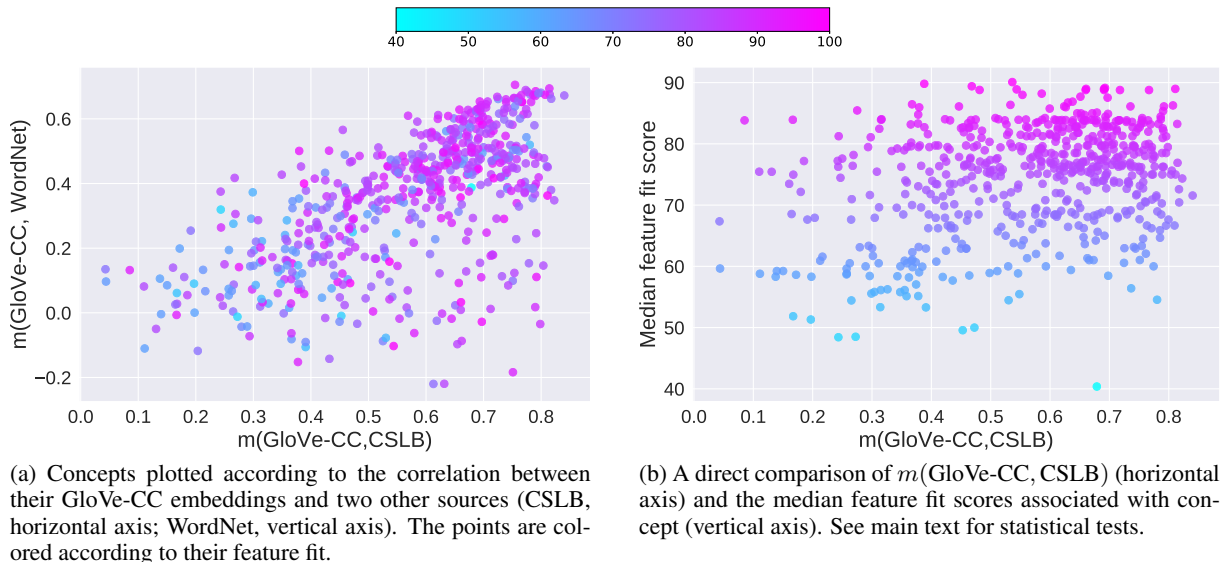 40 50 60 70 80 90 100
0.6
0.4
0.2
0.0
−0.2
m(GloVe-CC, WordNet)
0.0 0.1 0.2 0.3 0.4 0.5 0.6 0.7 0.8
m(GloVe-CC,CSLB)
90
80
70
60
50
40
Median feature fit score
0.0 0.1 0.2 0.3 0.4 0.5 0.6 0.7 0.8
m(GloVe-CC,CSLB)
(a) Concepts plotted according to the correlation between
their GloVe-CC embeddings and two other sources (CSLB,
horizontal axis; WordNet, vertical axis). The points are col-
ored according to their feature fit.
(b) A direct comparison of m(GloVe-CC, CSLB) (horizontal
axis) and the median feature fit scores associated with con-
cept (vertical axis). See main text for statistical tests.